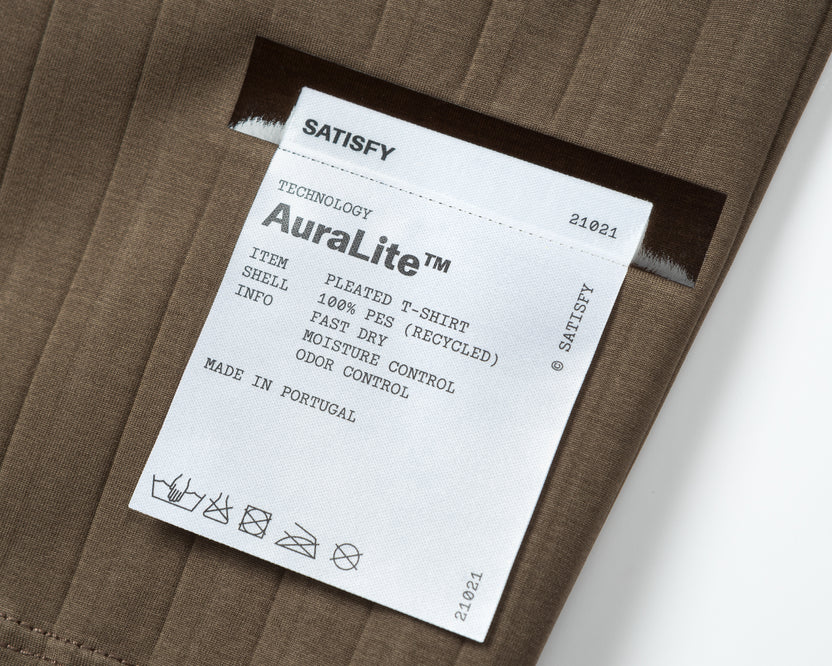 SATISFY
21021
TECHNOLOGY
AuraLite™
ITEM PLEATED T-SHIRT
SHELL 100% PES (RECYCLED)
INFO FAST DRY
MOISTURE CONTROL
ODOR CONTROL
MADE IN PORTUGAL
© SATISFY
21021